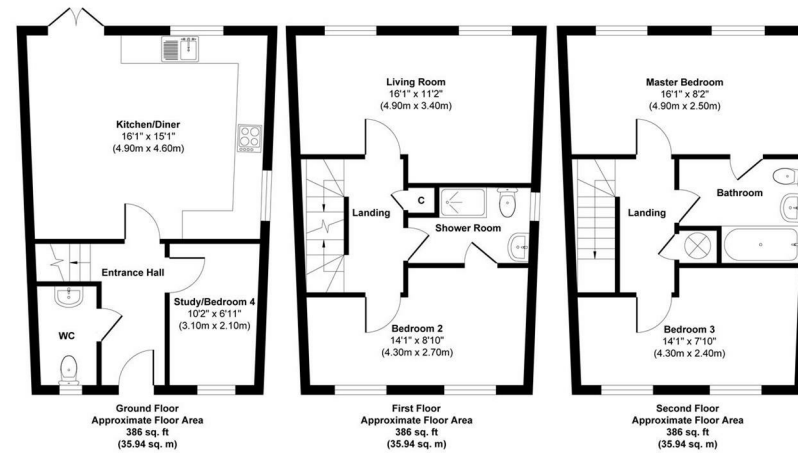 Kitchen/Diner
16'1" x 15'1"
(4.90m x 4.60m)
Entrance Hall
Study/Bedroom 4
10'2" x 6'11"
(3.10m x 2.10m)
WC
Ground Floor
Approximate Floor Area
386 sq. ft
(35.94 sq. m)
Living Room
16'1" x 11'2"
(4.90m x 3.40m)
Landing
C
Shower Room
Bedroom 2
14'1" x 8'10"
(4.30m x 2.70m)
First Floor
Approximate Floor Area
386 sq. ft
(35.94 sq. m)
Master Bedroom
16'1" x 8'2"
(4.90m x 2.50m)
Bathroom
Landing
Bedroom 3
14'1" x 7'10"
(4.30m x 2.40m)
Second Floor
Approximate Floor Area
386 sq. ft
(35.94 sq. m)